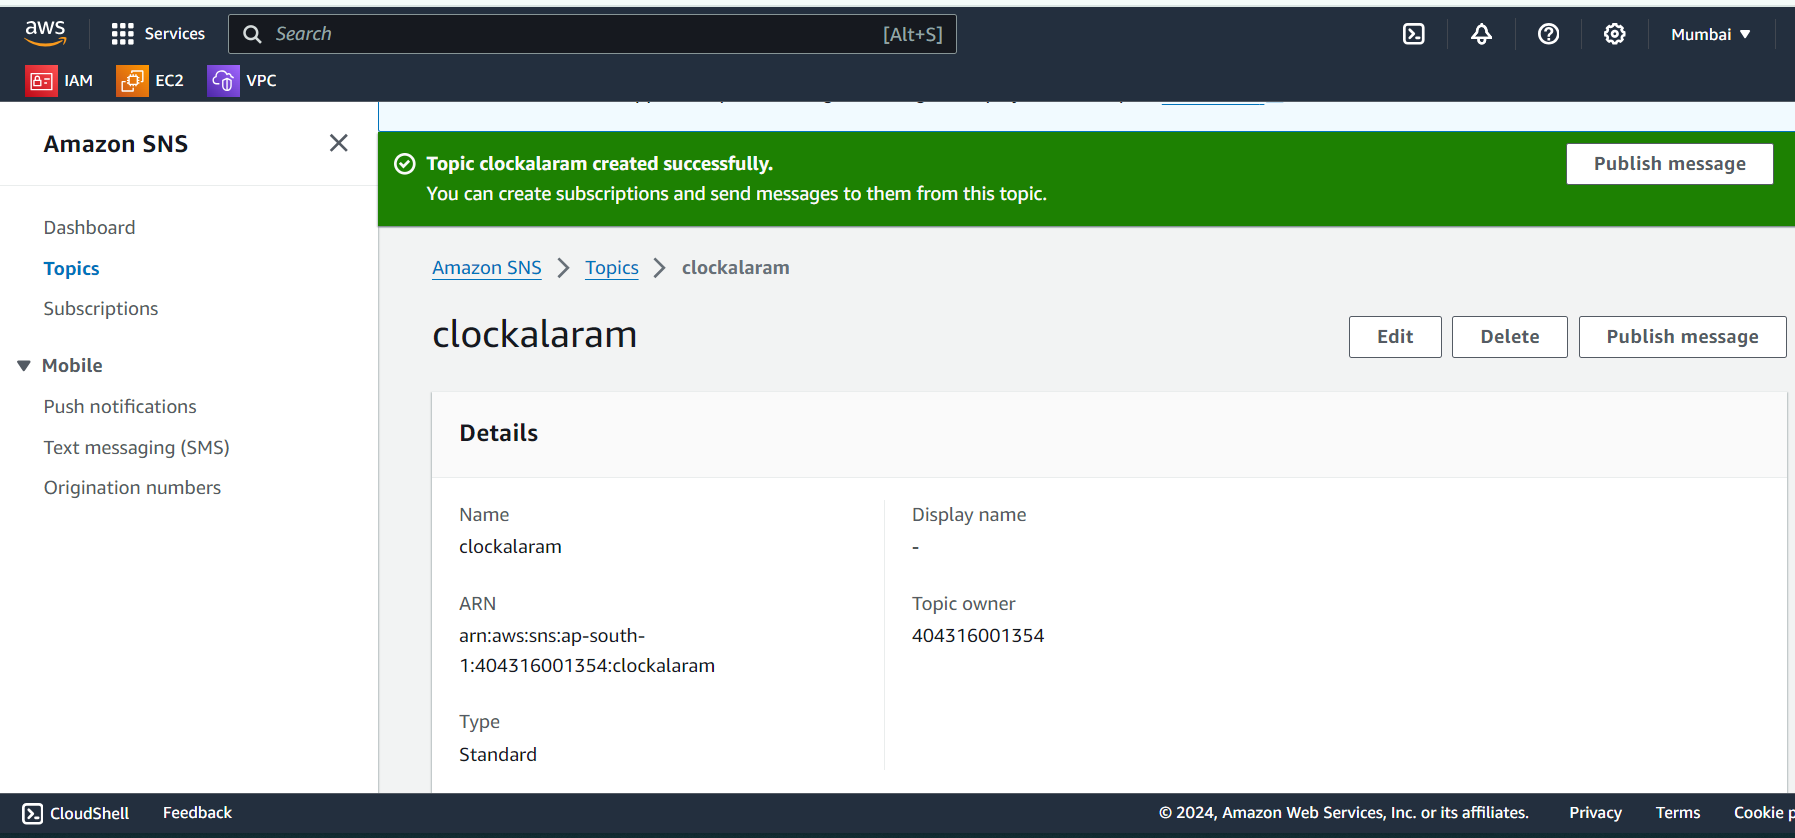 aws
Services
Search
[Alt+S]
Mumbai
IAM
EC2
VPC
Amazon SNS
Dashboard
Topics
Subscriptions
Mobile
Push notifications
Text messaging (SMS)
Origination numbers
Topic clockalaram created successfully.
You can create subscriptions and send messages to them from this topic.
Publish message
Amazon SNS
Topics
clockalaram
clockalaram
Edit
Delete
Publish message
Details
Name
clockalaram
ARN
arn:aws:sns:ap-south-
1:404316001354:clockalaram
Type
Standard
Display name
-
Topic owner
404316001354
CloudShell
Feedback
© 2024, Amazon Web Services, Inc. or its affiliates.
Privacy
Terms
Cookie p